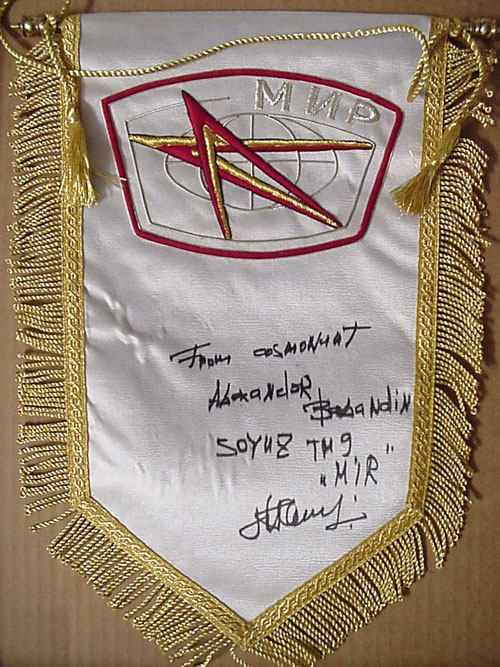 МИР
From cosmonaut
Alexander Balandin
SOYUZ TM9
"MIR"